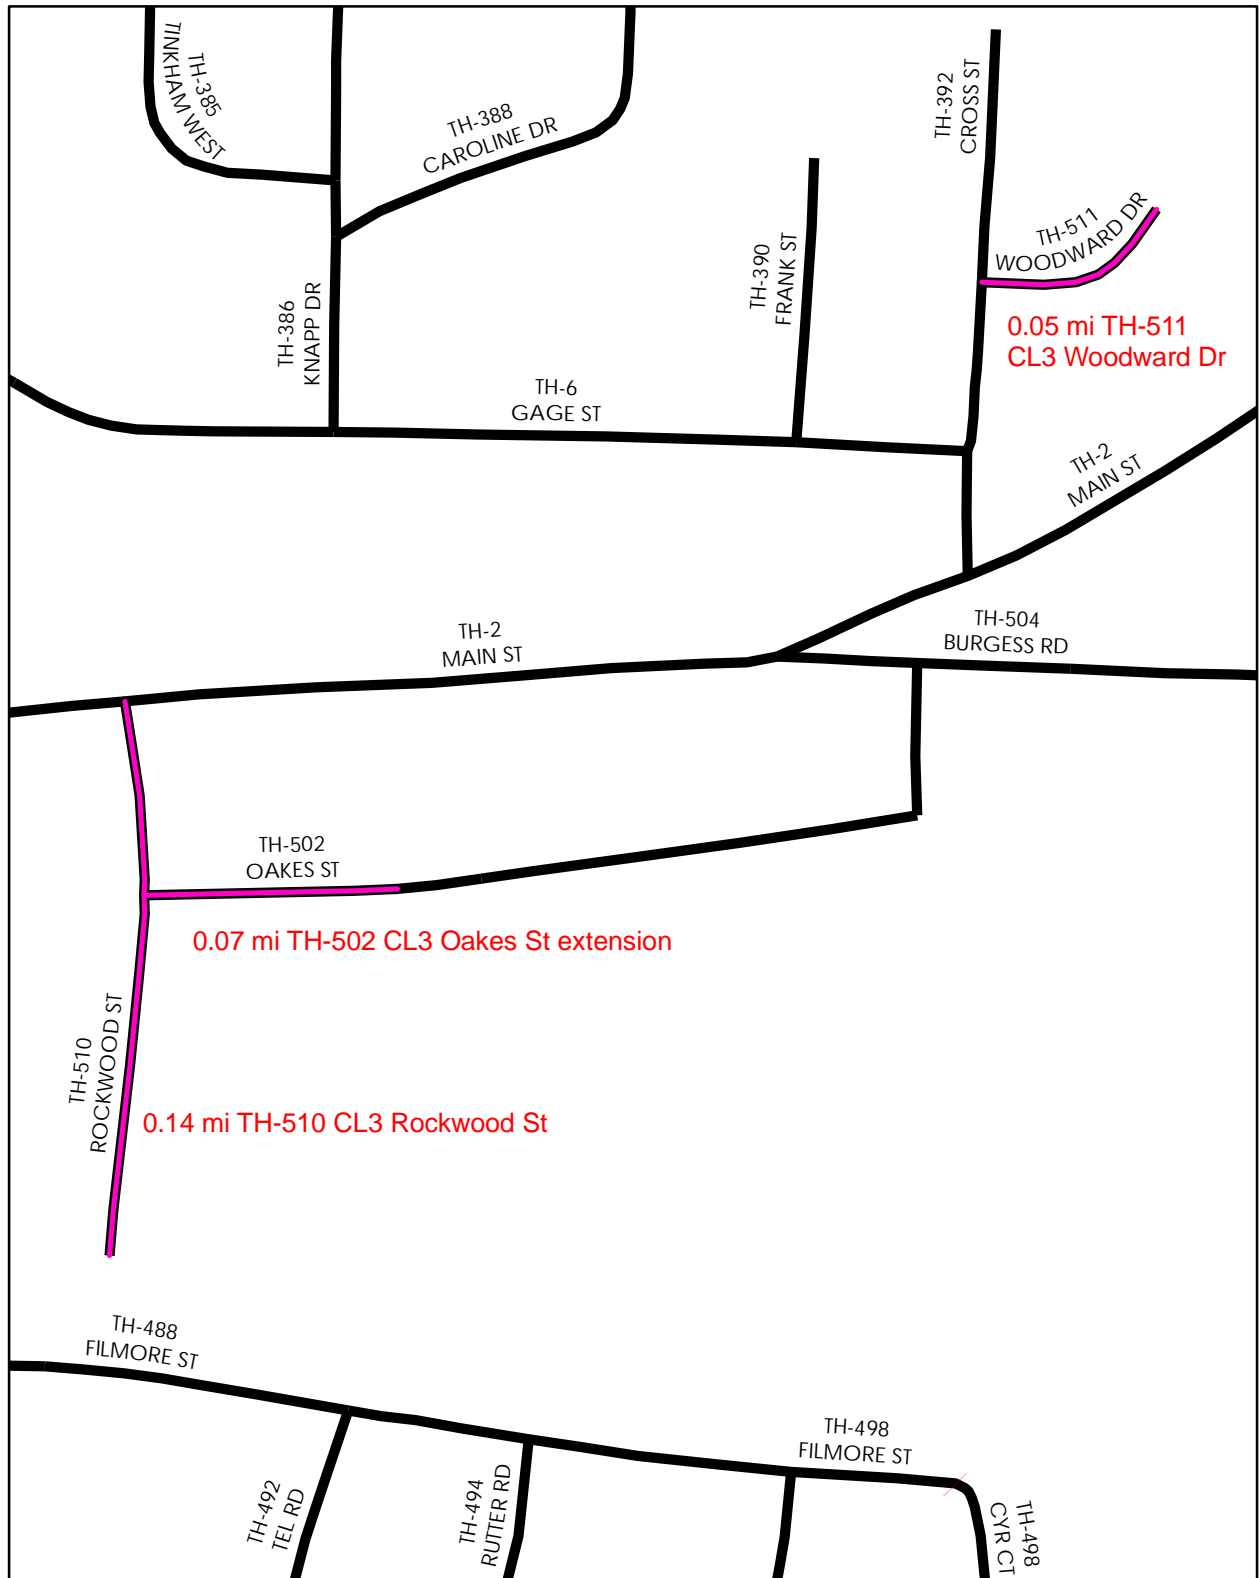 TH-385
TINKHAM WEST
TH-388
CAROLINE DR
TH-392
CROSS ST
TH-511
WOODWARD DR
TH-390
FRANK ST
TH-386
KNAPP DR
0.05 mi TH-511
CL3 Woodward Dr
TH-6
GAGE ST
TH-2
MAIN ST
TH-504
BURGESS RD
TH-2
MAIN ST
TH-502
OAKES ST
0.07 mi TH-502 CL3 Oakes St extension
TH-510
ROCKWOOD ST
0.14 mi TH-510 CL3 Rockwood St
TH-488
FILMORE ST
TH-498
FILMORE ST
TH-492
TEL RD
TH-494
RUTTER RD
TH-498
CYR CT